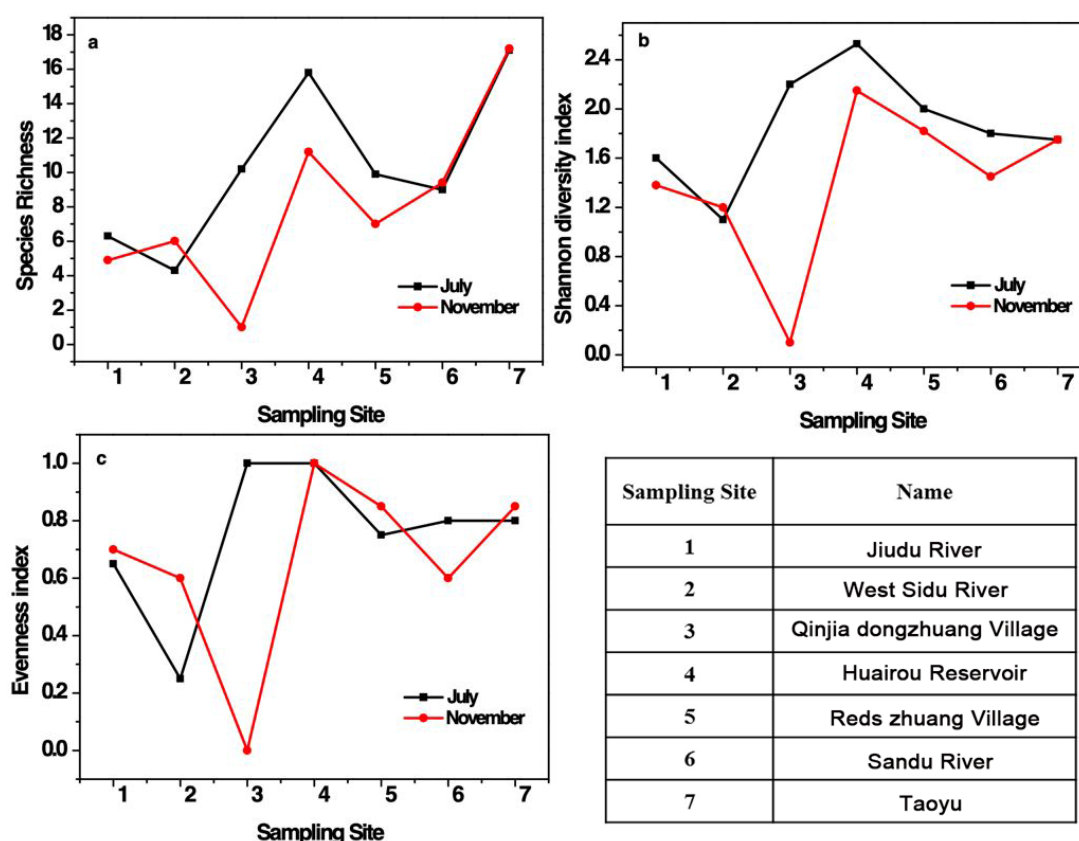 a
18
16
14
12
10
8
6
4
2
0
Species Richness
July
November
1 2 3 4 5 6 7
Sampling Site
b
2.4
2.0
1.6
1.2
0.8
0.4
0.0
Shannon diversity index
July
November
1 2 3 4 5 6 7
Sampling Site
c
1.0
0.8
0.6
0.4
0.2
0.0
Evenness index
July
November
1 2 3 4 5 6 7
Sampling Site
Sampling Site Name
1 Jiudu River
2 West Sidu River
3 Qinjia dongzhuang Village
4 Huairou Reservoir
5 Reds zhuang Village
6 Sandu River
7 Taoyu